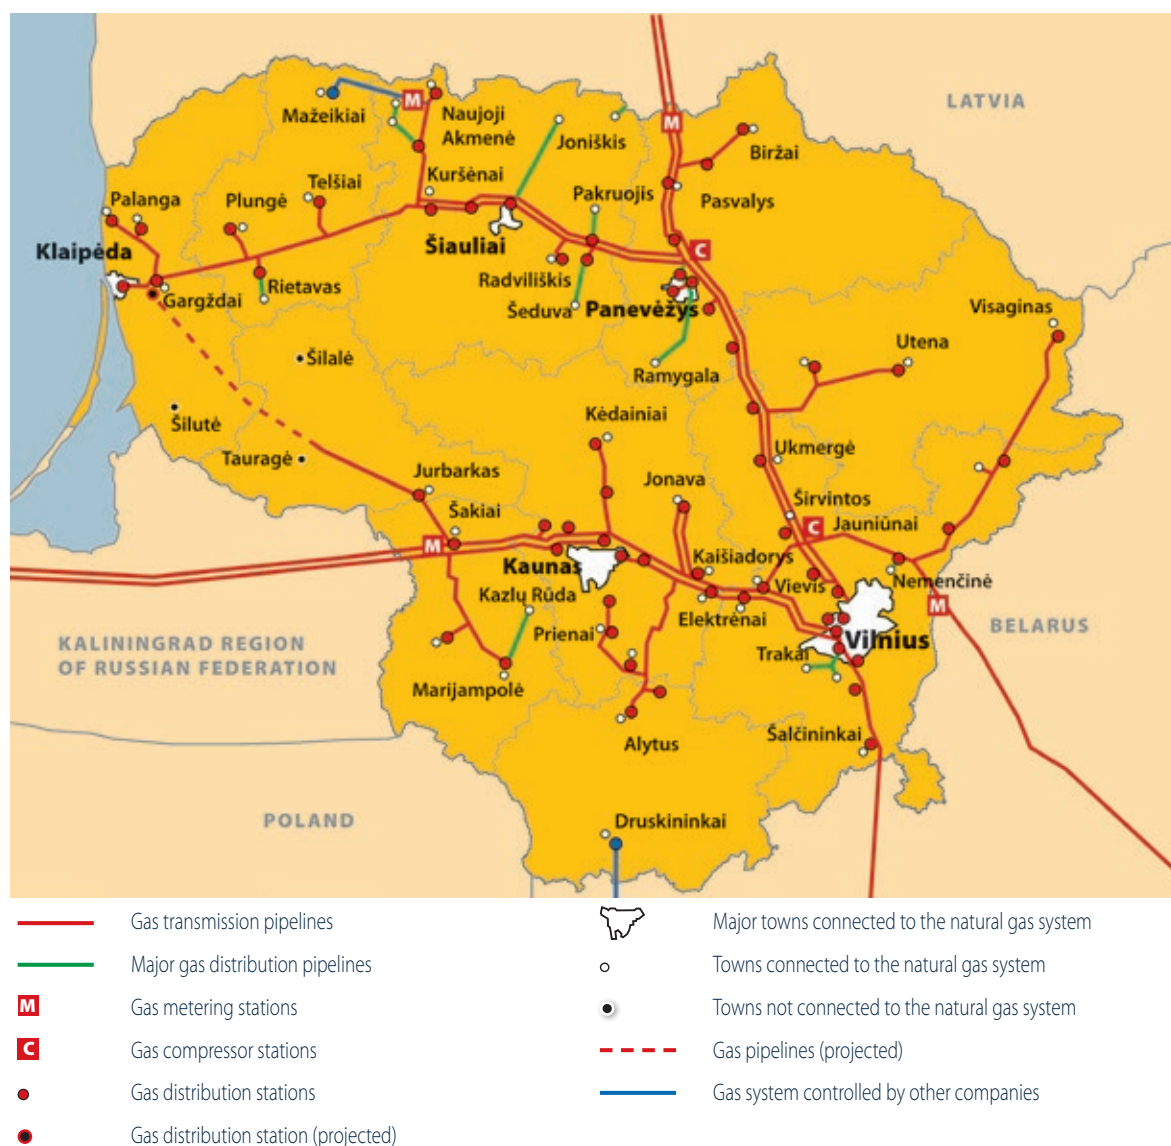 LATVIA
Mažeikiai
M
Naujoji
Akmenė
Joniškis
M
Biržai
Palanga
Plungė
Telšiai
Kuršėnai
Pakruojis
Pasvalys
Klaipėda
Šiauliai
C
Gargždai
Rietavas
Radviliškis
Šeduva
Panevėžys
Visaginas
Utena
Šilalė
Ramygala
Šilutė
Kėdainiai
Tauragė
Jurbarkas
Jonava
Ukmergė
Šakiai
Širvintos
M
C
Jauniūnai
Kaunas
Kaišiadorys
Vievis
Nemenčinė
Kazlų Rūda
Elektrėnai
M
KALININGRAD REGION
OF RUSSIAN FEDERATION
Prienai
Vilnius
BELARUS
Trakai
Marijampolė
Alytus
Šalčininkai
POLAND
Druskininkai
Gas transmission pipelines
Major gas distribution pipelines
M Gas metering stations
C Gas compressor stations
Gas distribution stations
Gas distribution station (projected)
Major towns connected to the natural gas system
Towns connected to the natural gas system
Towns not connected to the natural gas system
Gas pipelines (projected)
Gas system controlled by other companies